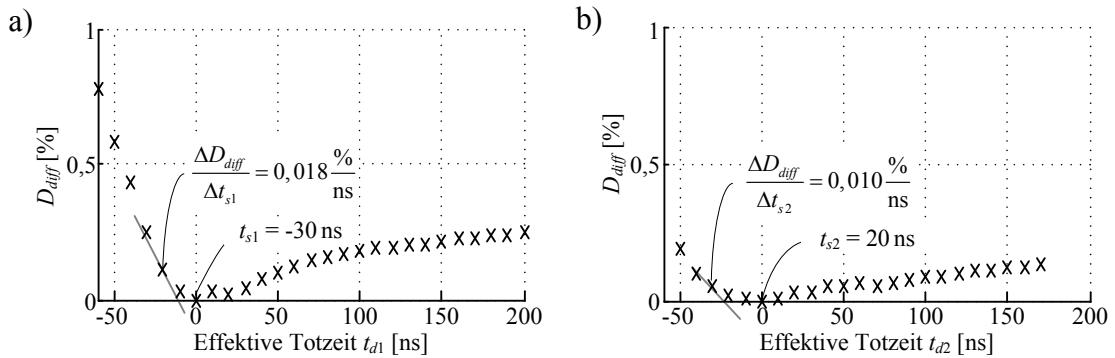 a)
1
0,5
0
D_diff [%]
ΔD_diff / Δt_s1 = 0,018 % / ns
t_s1 = -30 ns
-50 0 50 100 150 200
Effektive Totzeit t_d1 [ns]
b)
1
0,5
0
D_diff [%]
ΔD_diff / Δt_s2 = 0,010 % / ns
t_s2 = 20 ns
-50 0 50 100 150 200
Effektive Totzeit t_d2 [ns]